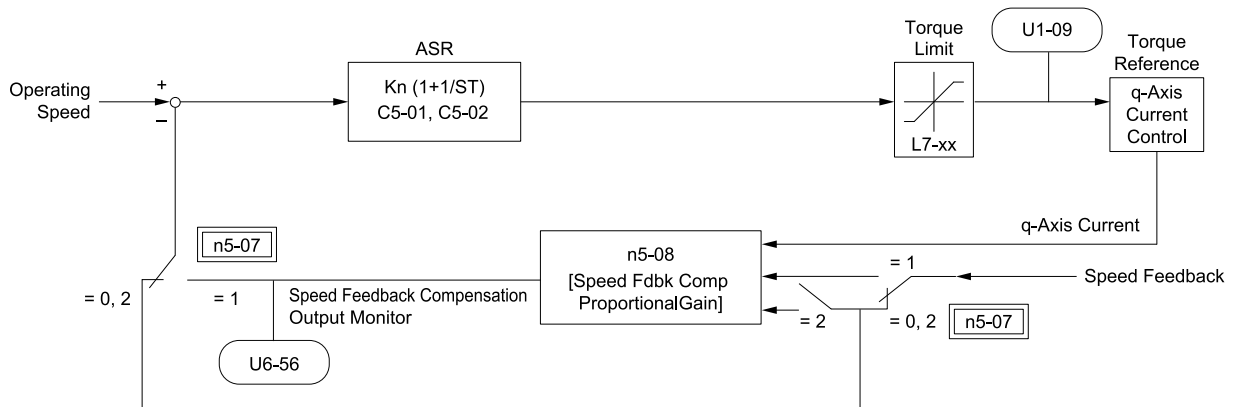 U1-09
ASR
Torque
Limit
Torque
Reference
Operating
Speed
+
−
Kn (1+1/ST)
C5-01, C5-02
L7-xx
q-Axis
Current
Control
n5-07
q-Axis Current
n5-08
[Speed Fdbk Comp
ProportionalGain]
= 1
Speed Feedback
= 0, 2
= 1
Speed Feedback Compensation
Output Monitor
= 2
= 0, 2
n5-07
U6-56